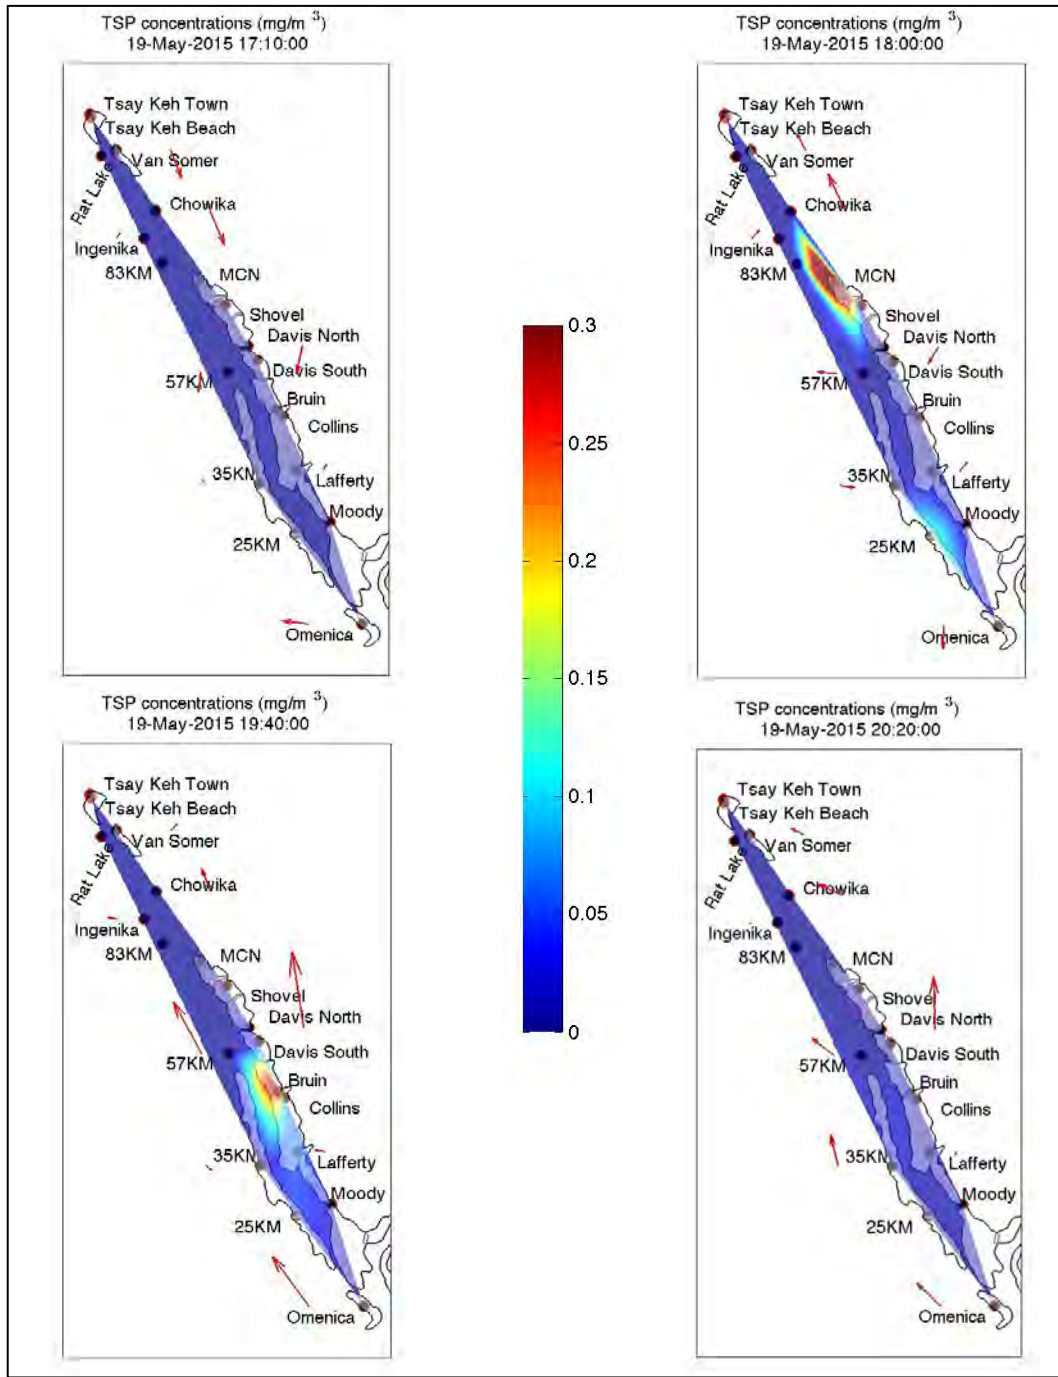 TSP concentrations (mg/m 3)
19-May-2015 17:10:00
Tsay Keh Town
Tsay Keh Beach
Van Somer
Rat Lake
Chowika
Ingenika
83KM
MCN
Shovel
Davis North
57KM
Davis South
Bruin
Collins
35KM
Lafferty
Moody
25KM
Omenica
TSP concentrations (mg/m 3)
19-May-2015 18:00:00
Tsay Keh Town
Tsay Keh Beach
Van Somer
Rat Lake
Chowika
Ingenika
83KM
MCN
Shovel
Davis North
57KM
Davis South
Bruin
Collins
35KM
Lafferty
Moody
25KM
Omenica
0.3
0.25
0.2
0.15
0.1
0.05
0
TSP concentrations (mg/m 3)
19-May-2015 19:40:00
Tsay Keh Town
Tsay Keh Beach
Van Somer
Rat Lake
Chowika
Ingenika
83KM
MCN
Shovel
Davis North
57KM
Davis South
Bruin
Collins
35KM
Lafferty
Moody
25KM
Omenica
TSP concentrations (mg/m 3)
19-May-2015 20:20:00
Tsay Keh Town
Tsay Keh Beach
Van Somer
Rat Lake
Chowika
Ingenika
83KM
MCN
Shovel
Davis North
57KM
Davis South
Bruin
Collins
35KM
Lafferty
Moody
25KM
Omenica